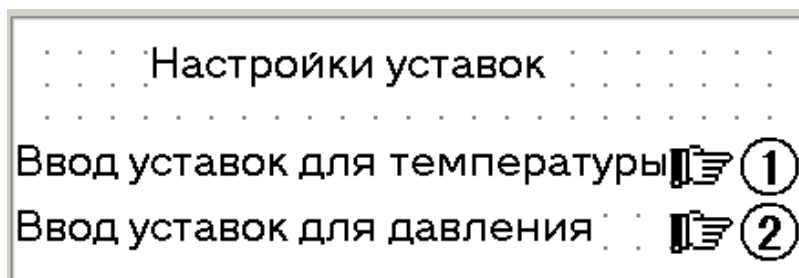 Настройки уставок
Ввод уставок для температуры 1
Ввод уставок для давления 2